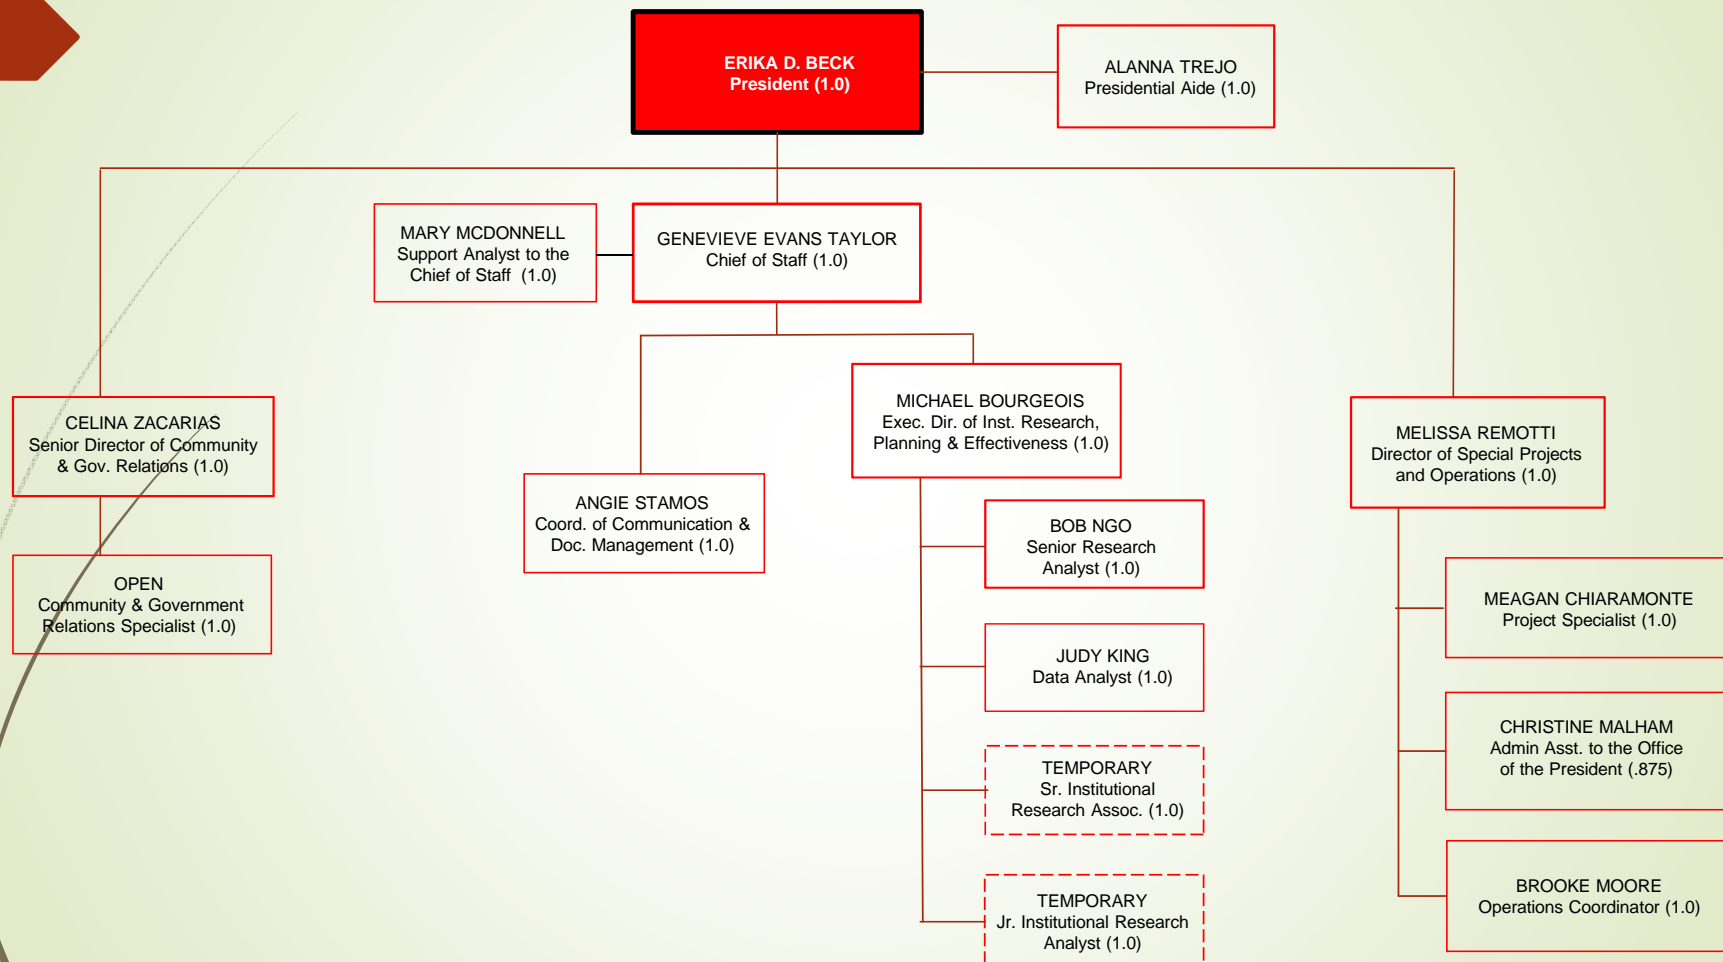 ERIKA D. BECK
President (1.0)
ALANNA TREJO
Presidential Aide (1.0)
MARY MCDONNELL
Support Analyst to the
Chief of Staff (1.0)
GENEVIEVE EVANS TAYLOR
Chief of Staff (1.0)
CELINA ZACARIAS
Senior Director of Community
& Gov. Relations (1.0)
OPEN
Community & Government
Relations Specialist (1.0)
ANGIE STAMOS
Coord. of Communication &
Doc. Management (1.0)
MICHAEL BOURGEOIS
Exec. Dir. of Inst. Research,
Planning & Effectiveness (1.0)
BOB NGO
Senior Research
Analyst (1.0)
JUDY KING
Data Analyst (1.0)
TEMPORARY
Sr. Institutional
Research Assoc. (1.0)
TEMPORARY
Jr. Institutional Research
Analyst (1.0)
MELISSA REMOTTI
Director of Special Projects
and Operations (1.0)
MEAGAN CHIARAMONTE
Project Specialist (1.0)
CHRISTINE MALHAM
Admin Asst. to the Office
of the President (.875)
BROOKE MOORE
Operations Coordinator (1.0)